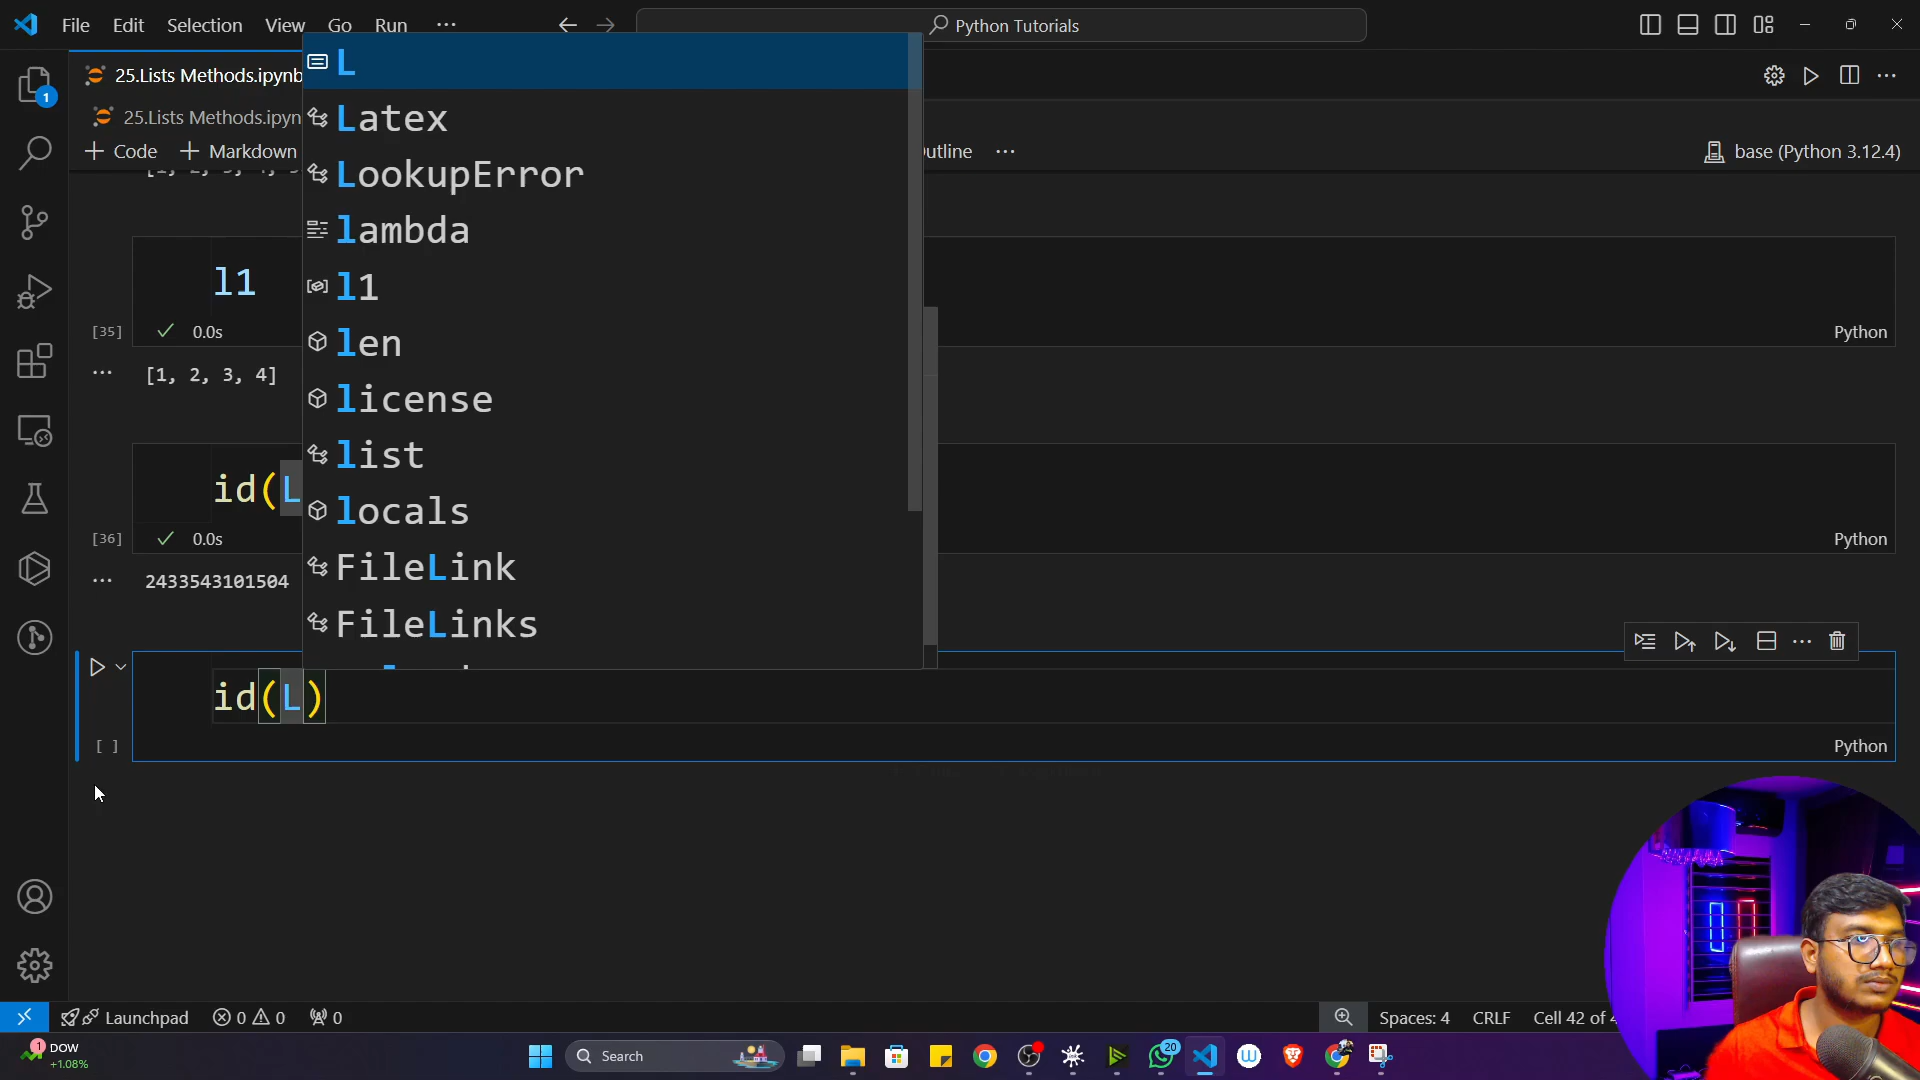 File Edit Selection View Go Run ···
Python Tutorials
25.Lists Methods.ipynb
25.Lists Methods.ipyn
Code Markdown
utline ···
base (Python 3.12.4)
L
Latex
LookupError
lambda
l1
len
license
list
locals
FileLink
FileLinks
l1
[35] 0.0s
Python
[1, 2, 3, 4]
id(L
[36] 0.0s
Python
2433543101504
id(L)
[ ]
Python
1
Launchpad 0 0 0
Spaces: 4 CRLF Cell 42 of 4
1
DOW
+1.08%
Search
20